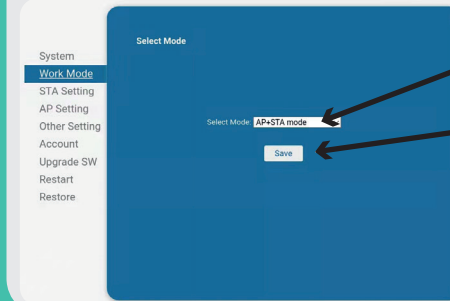 Select Mode
System
Work Mode
STA Setting
AP Setting
Other Setting
Account
Upgrade SW
Restart
Restore
Select Mode: AP+STA mode
Save